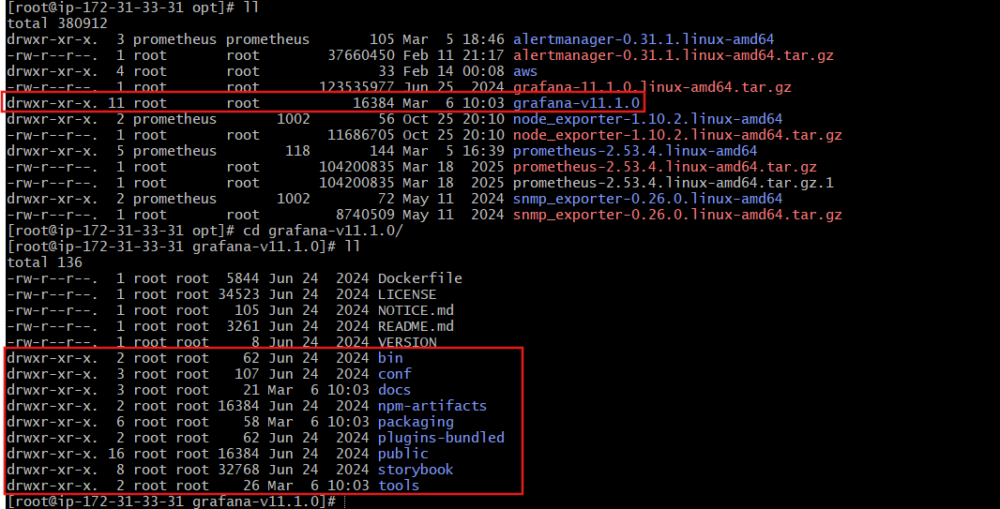 [root@ip-172-31-33-31 opt]# ll
total 380912
drwxr-xr-x.  3 prometheus prometheus       105 Mar  5 18:46 alertmanager-0.31.1.linux-amd64
-rw-r--r--.  1 root       root        37660450 Feb 11 21:17 alertmanager-0.31.1.linux-amd64.tar.gz
drwxr-xr-x.  4 root       root              33 Feb 14 00:08 aws
-rw-r--r--.  1 root       root       123535977 Jun 25  2024 grafana-11.1.0.linux-amd64.tar.gz
drwxr-xr-x. 11 root       root           16384 Mar  6 10:03 grafana-v11.1.0
drwxr-xr-x.  2 prometheus       1002        56 Oct 25 20:10 node_exporter-1.10.2.linux-amd64
-rw-r--r--.  1 root       root        11686705 Oct 25 20:10 node_exporter-1.10.2.linux-amd64.tar.gz
drwxr-xr-x.  5 prometheus        118       144 Mar  5 16:39 prometheus-2.53.4.linux-amd64
-rw-r--r--.  1 root       root       104200835 Mar 18  2025 prometheus-2.53.4.linux-amd64.tar.gz
-rw-r--r--.  1 root       root       104200835 Mar 18  2025 prometheus-2.53.4.linux-amd64.tar.gz.1
drwxr-xr-x.  2 prometheus       1002        72 May 11  2024 snmp_exporter-0.26.0.linux-amd64
-rw-r--r--.  1 root       root         8740509 May 11  2024 snmp_exporter-0.26.0.linux-amd64.tar.gz
[root@ip-172-31-33-31 opt]# cd grafana-v11.1.0/
[root@ip-172-31-33-31 grafana-v11.1.0]# ll
total 136
-rw-r--r--.  1 root root  5844 Jun 24  2024 Dockerfile
-rw-r--r--.  1 root root 34523 Jun 24  2024 LICENSE
-rw-r--r--.  1 root root   105 Jun 24  2024 NOTICE.md
-rw-r--r--.  1 root root  3261 Jun 24  2024 README.md
-rw-r--r--.  1 root root     8 Jun 24  2024 VERSION
drwxr-xr-x.  2 root root    62 Jun 24  2024 bin
drwxr-xr-x.  3 root root   107 Jun 24  2024 conf
drwxr-xr-x.  3 root root    21 Mar  6 10:03 docs
drwxr-xr-x.  2 root root 16384 Jun 24  2024 npm-artifacts
drwxr-xr-x.  6 root root    58 Mar  6 10:03 packaging
drwxr-xr-x.  2 root root    62 Jun 24  2024 plugins-bundled
drwxr-xr-x. 16 root root 16384 Jun 24  2024 public
drwxr-xr-x.  8 root root 32768 Jun 24  2024 storybook
drwxr-xr-x.  2 root root    26 Mar  6 10:03 tools
[root@ip-172-31-33-31 grafana-v11.1.0]#